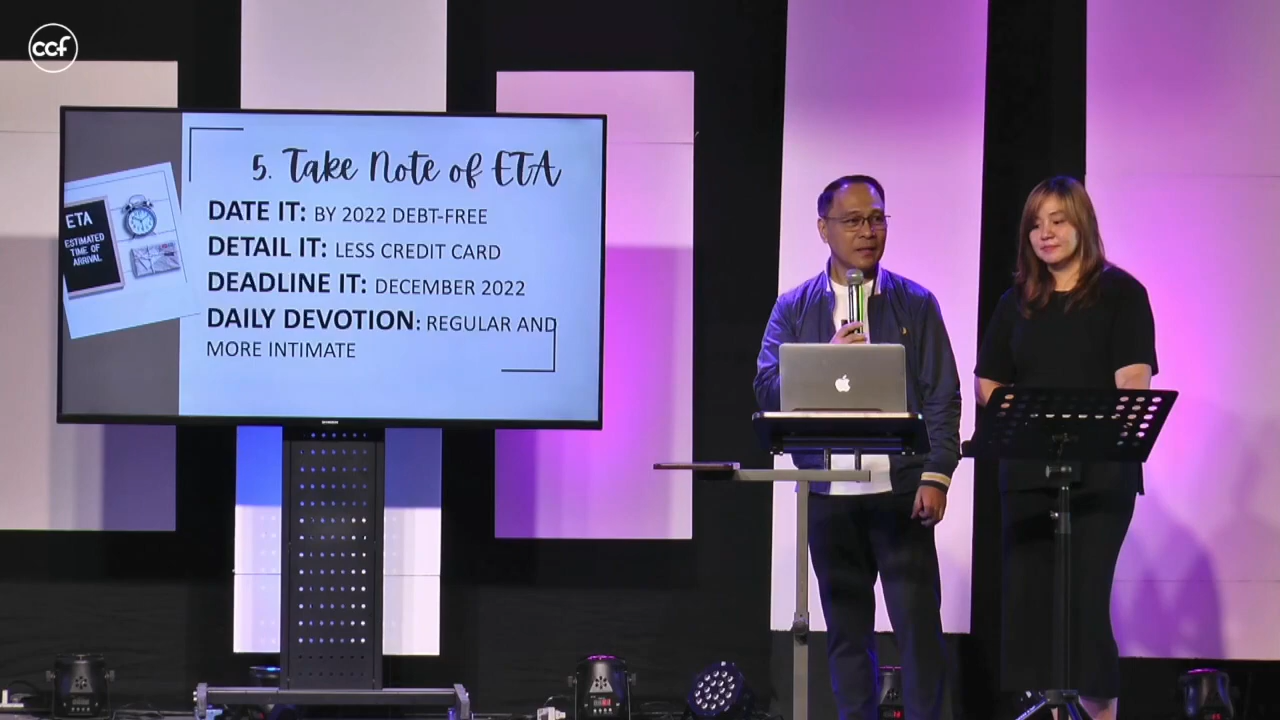 ccf
5. Take Note of ETA
DATE IT: BY 2022 DEBT-FREE
DETAIL IT: LESS CREDIT CARD
DEADLINE IT: DECEMBER 2022
DAILY DEVOTION: REGULAR AND
MORE INTIMATE
ETA
ESTIMATED
TIME OF
ARRIVAL